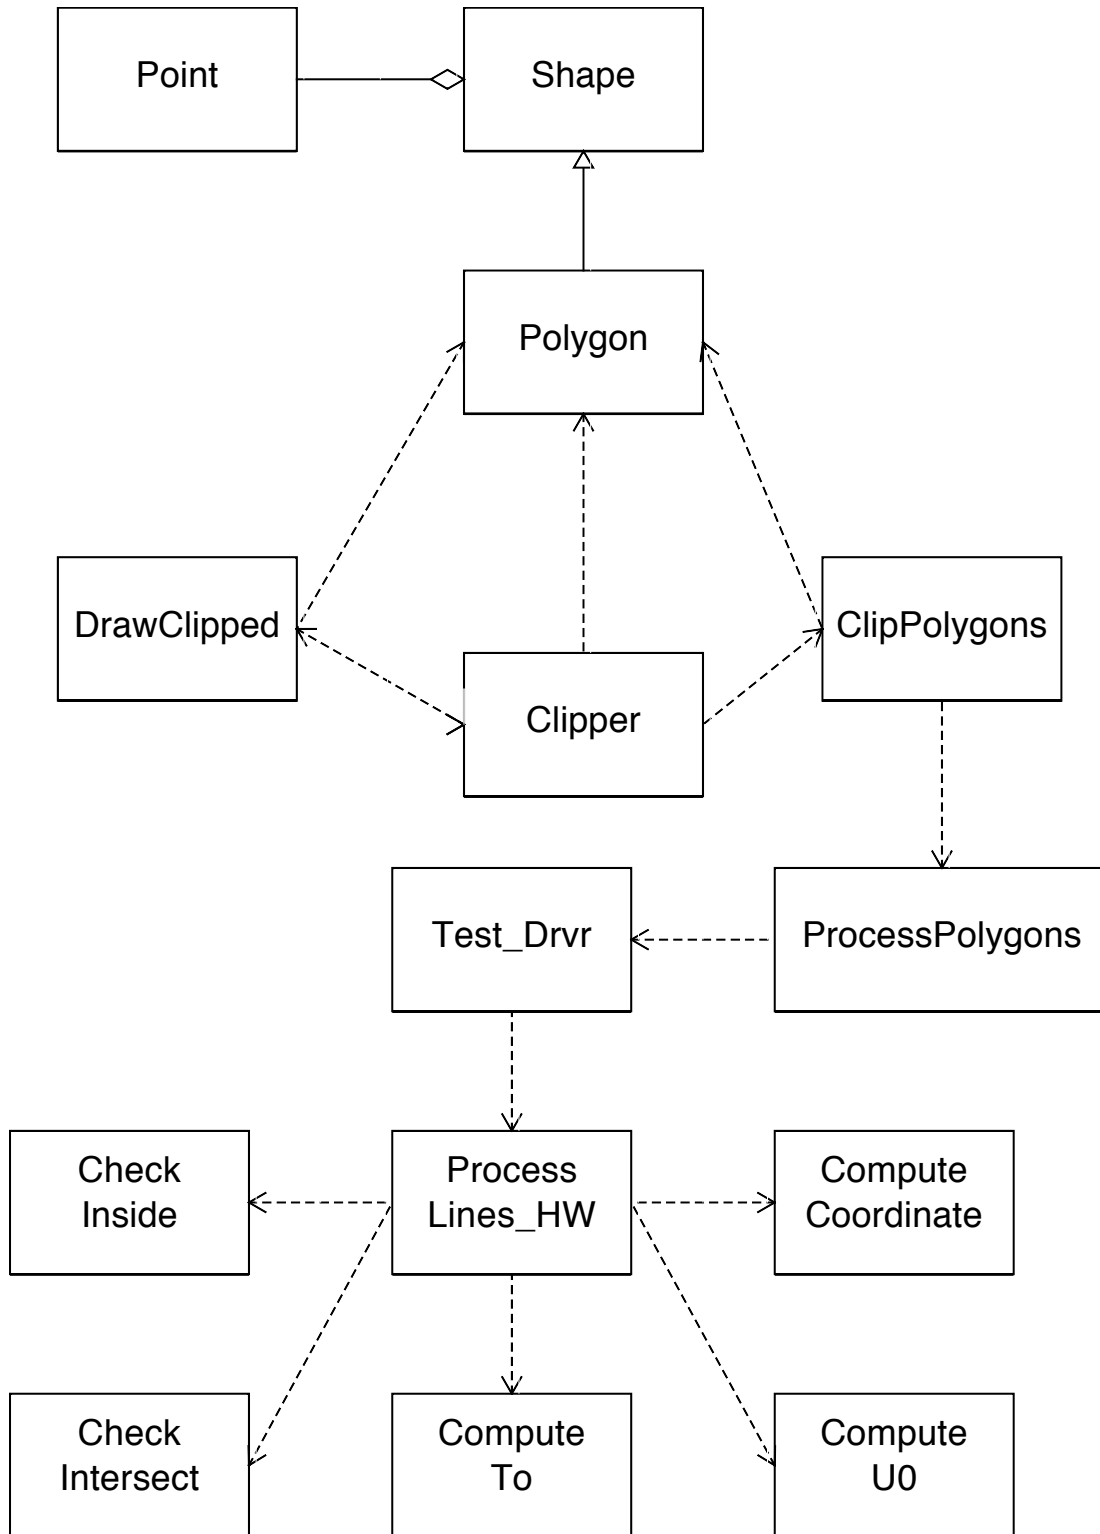 Point
Shape
Polygon
DrawClipped
Clipper
ClipPolygons
Test_Drvr
ProcessPolygons
Check
Inside
Process
Lines_HW
Compute
Coordinate
Check
Intersect
Compute
To
Compute
U0